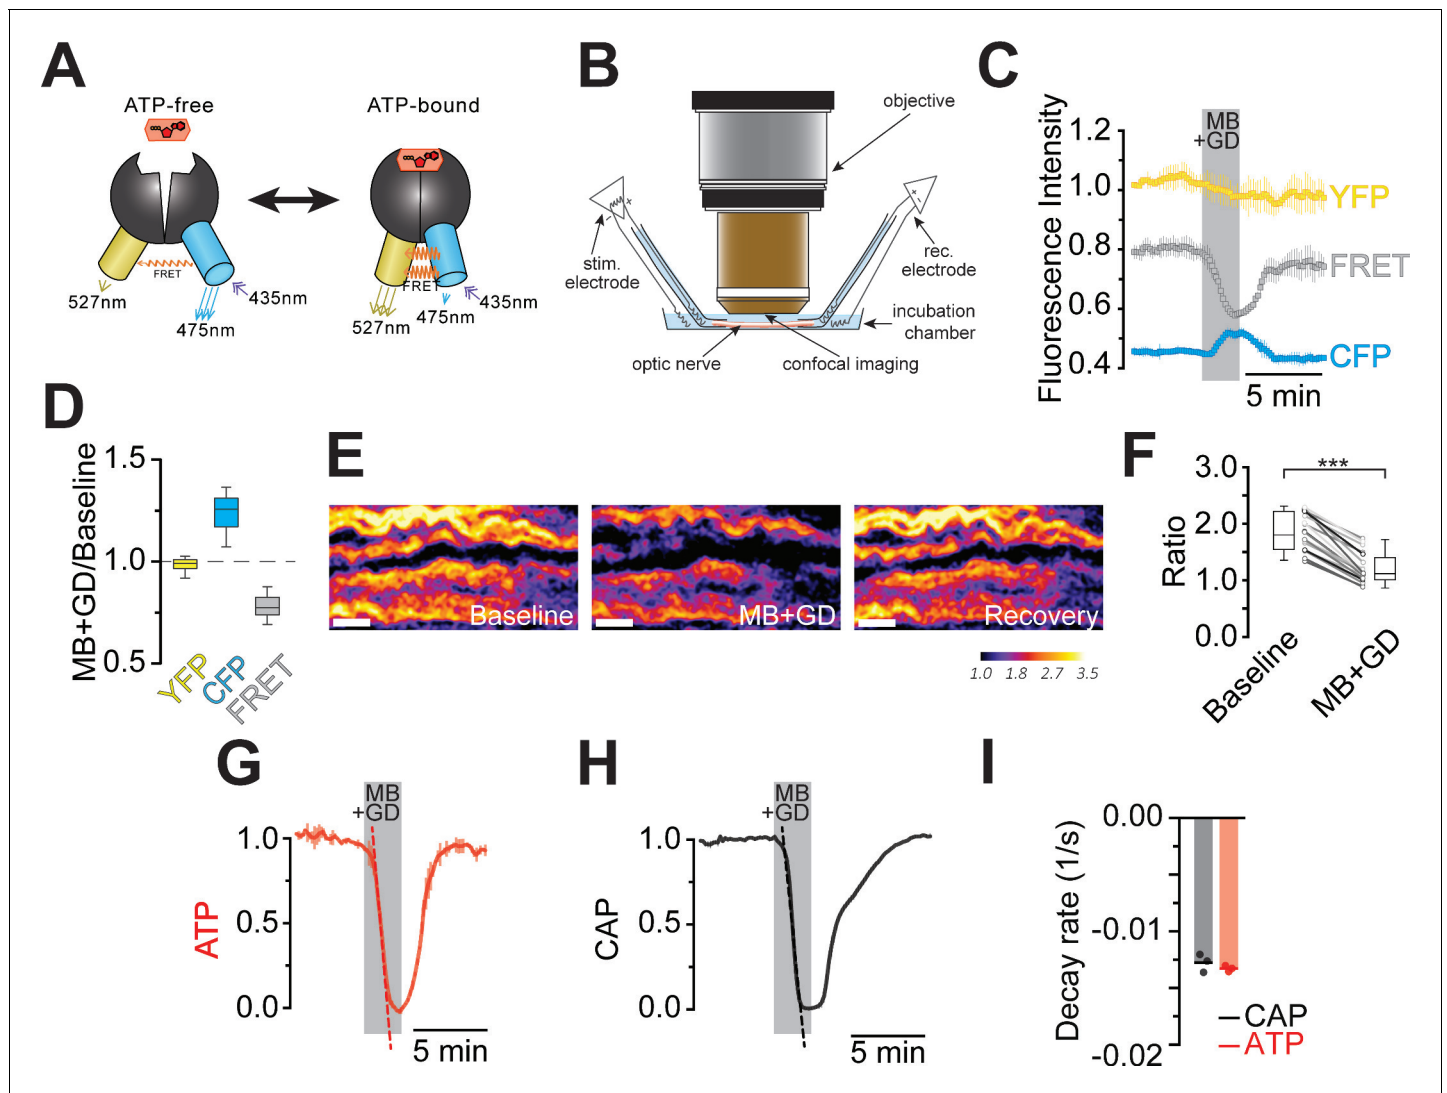 A
ATP-free
ATP-bound
FRET
FRET
527nm
475nm
435nm
527nm
475nm
435nm
B
objective
+
-
+
-
stim.
electrode
rec.
electrode
incubation
chamber
optic nerve
confocal imaging
C
Fluorescence Intensity
1.2
1.0
0.8
0.6
0.4
MB
+GD
YFP
FRET
CFP
5 min
D
MB+GD/Baseline
1.5
1.0
0.5
YFP
CFP
FRET
E
Baseline
MB+GD
Recovery
1.0 1.8 2.7 3.5
F
Ratio
3.0
2.0
1.0
0.0
***
Baseline
MB+GD
G
ATP
1.0
0.5
0.0
MB
+GD
5 min
H
CAP
1.0
0.5
0.0
MB
+GD
5 min
I
Decay rate (1/s)
0.00
-0.01
-0.02
CAP
ATP